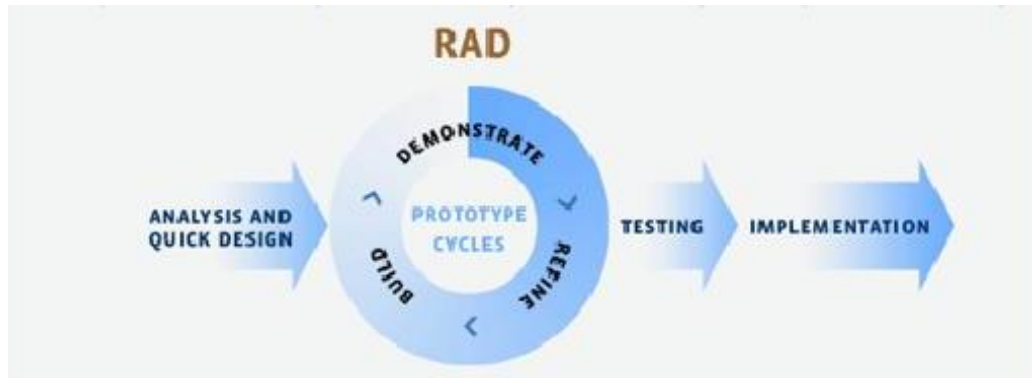 RAD
DEMONSTRATE
PROTOTYPE
CYCLES
BUILD
REFINE
ANALYSIS AND
QUICK DESIGN
TESTING
IMPLEMENTATION